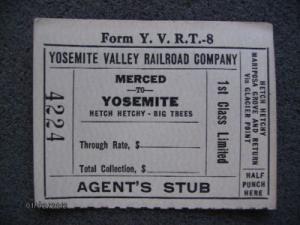 Form Y. V. R.T.-8
YOSEMITE VALLEY RAILROAD COMPANY
4224
MERCED
-TO-
YOSEMITE
HETCH HETCHY - BIG TREES
Through Rate, $
Total Collection, $
AGENT'S STUB
1st Class Limited
HETCH HETCHY
MARIPOSA GROVE AND RETURN
VIA GLACIER POINT
HALF
PUNCH
HERE